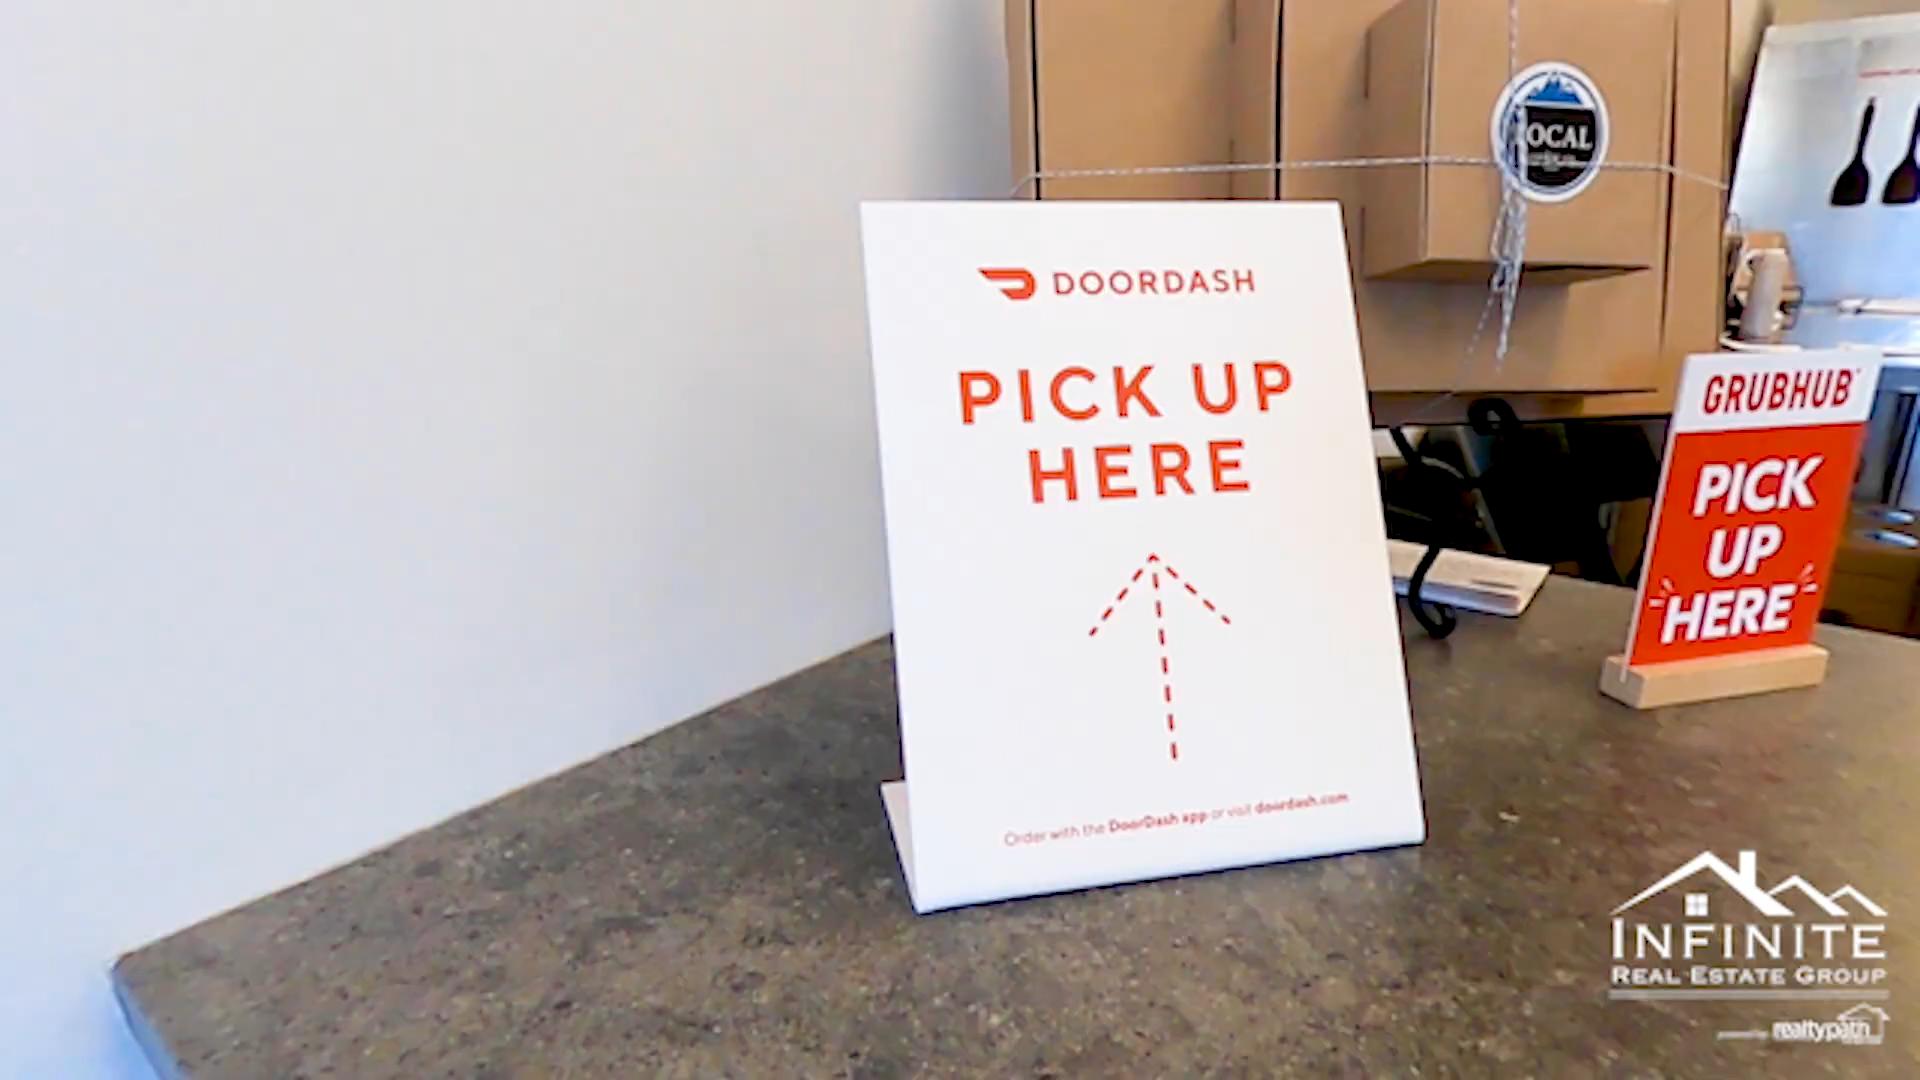 DOORDASH
PICK UP
HERE
Order with the DoorDash app or visit doordash.com
OCAL
GRUBHUB
PICK
UP
HERE
INFINITE
REAL ESTATE GROUP
realtypath